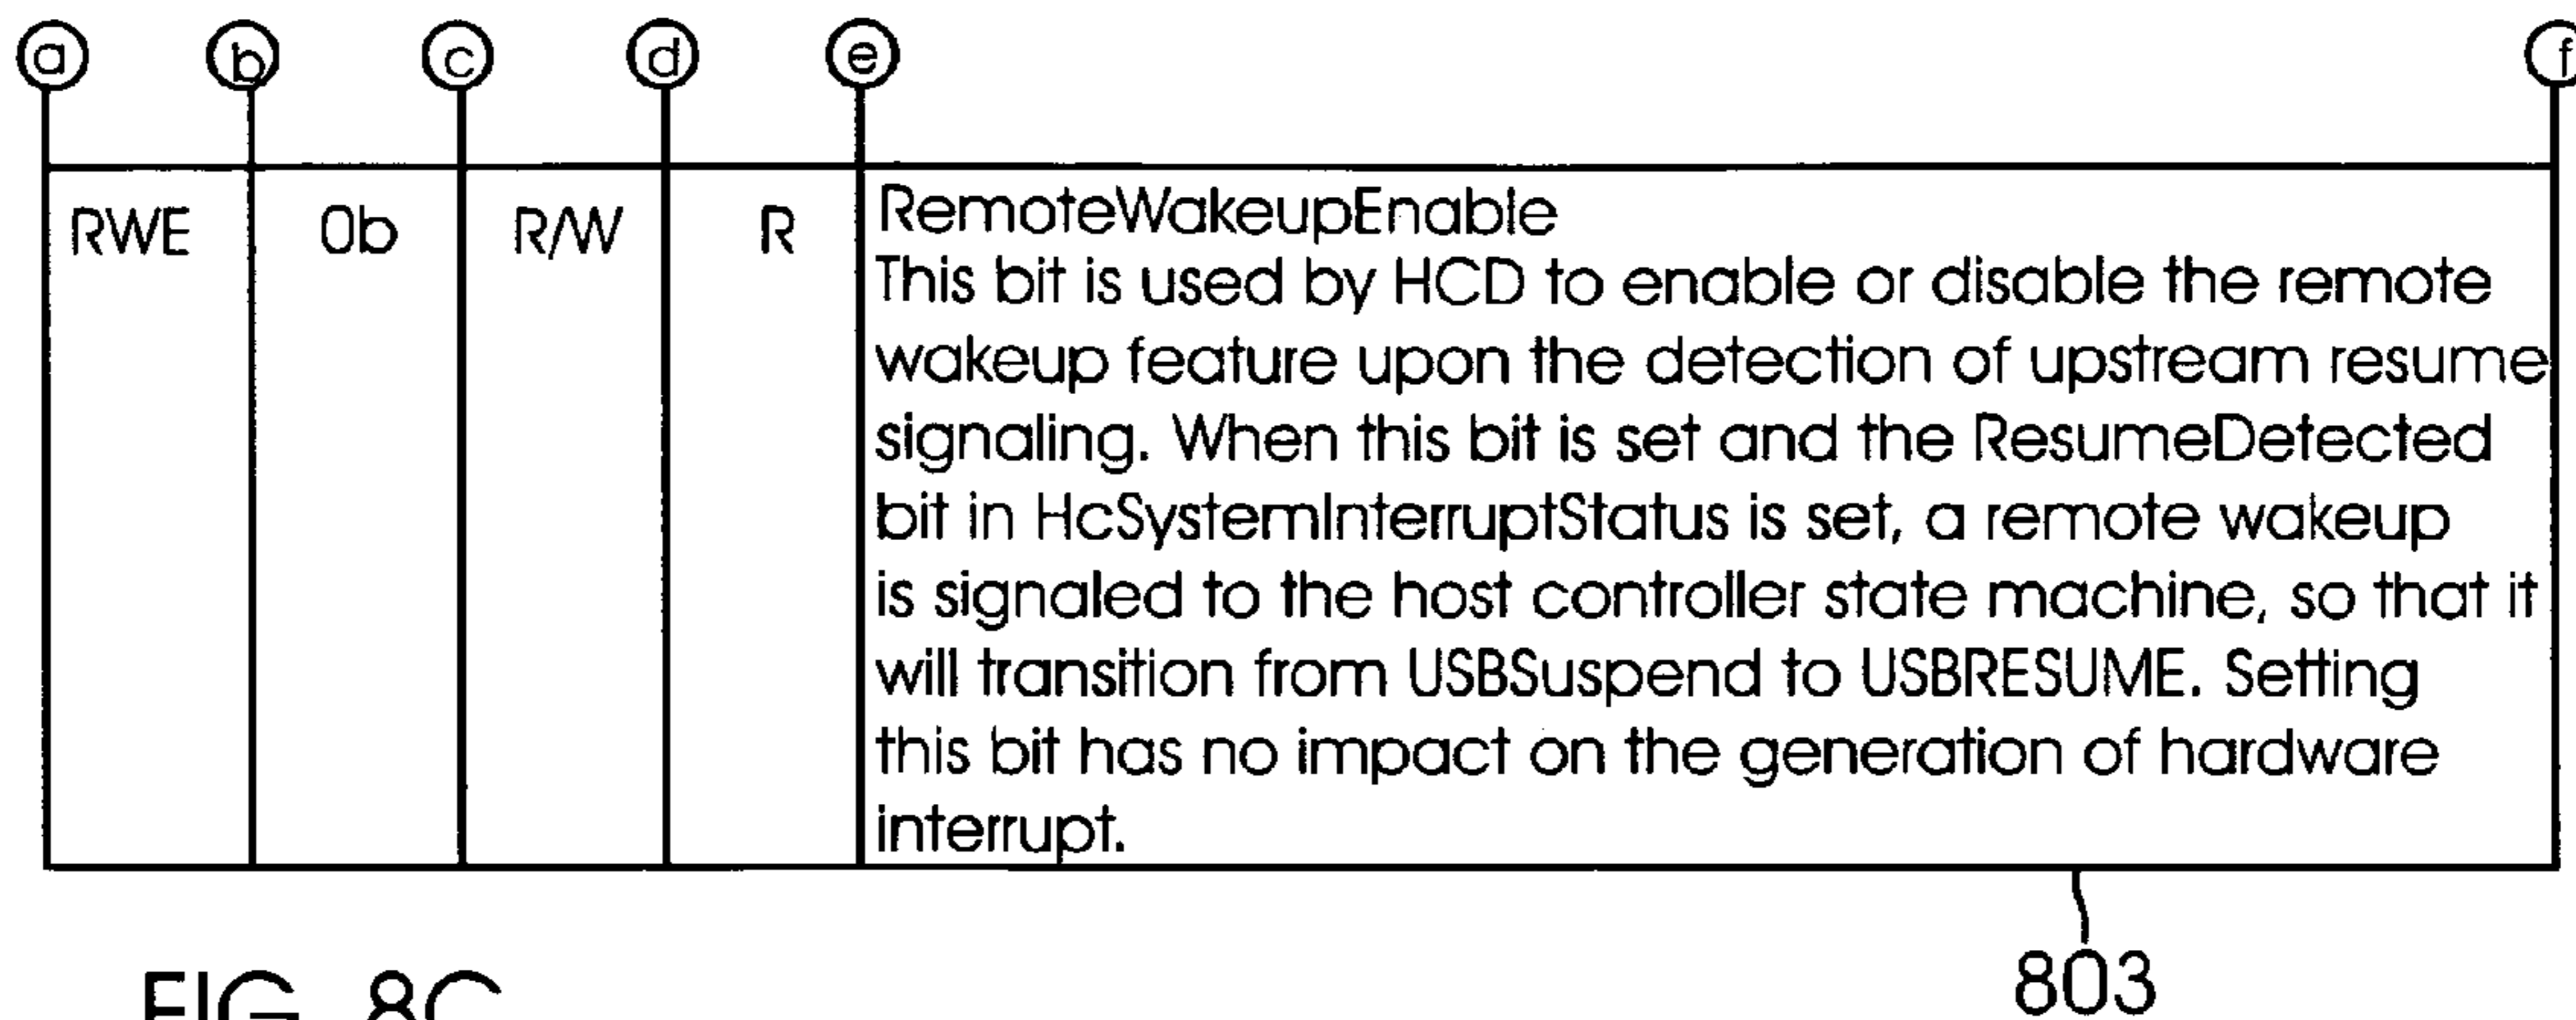 a b c d e f
RWE 0b R/W R RemoteWakeupEnable
This bit is used by HCD to enable or disable the remote
wakeup feature upon the detection of upstream resume
signaling. When this bit is set and the ResumeDetected
bit in HcSystemInterruptStatus is set, a remote wakeup
is signaled to the host controller state machine, so that it
will transition from USBSuspend to USBRESUME. Setting
this bit has no impact on the generation of hardware
interrupt.
803
FIG. 8C